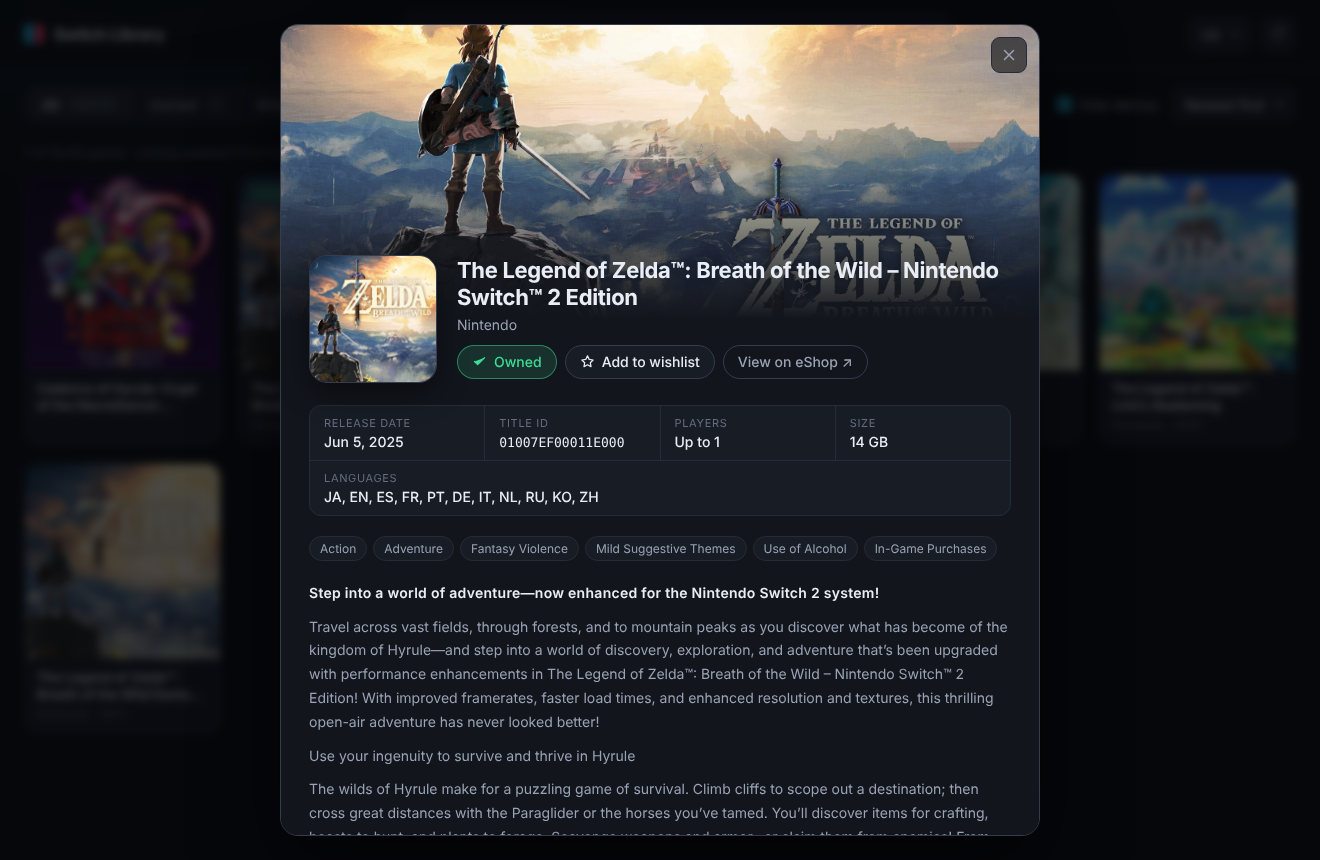 Switch Library
THE LEGEND OF
ZELDA
BREATH OF THE WILD
ZELDA
The Legend of Zelda™: Breath of the Wild – Nintendo
Switch™ 2 Edition
Nintendo
Owned
Add to wishlist
View on eShop ↗
RELEASE DATE
TITLE ID
PLAYERS
SIZE
Jun 5, 2025
01007EF00011E000
Up to 1
14 GB
LANGUAGES
JA, EN, ES, FR, PT, DE, IT, NL, RU, KO, ZH
Action
Adventure
Fantasy Violence
Mild Suggestive Themes
Use of Alcohol
In-Game Purchases
Step into a world of adventure—now enhanced for the Nintendo Switch 2 system!
Travel across vast fields, through forests, and to mountain peaks as you discover what has become of the
kingdom of Hyrule—and step into a world of discovery, exploration, and adventure that’s been upgraded
with performance enhancements in The Legend of Zelda™: Breath of the Wild – Nintendo Switch™ 2
Edition! With improved framerates, faster load times, and enhanced resolution and textures, this thrilling
open-air adventure has never looked better!
Use your ingenuity to survive and thrive in Hyrule
The wilds of Hyrule make for a puzzling game of survival. Climb cliffs to scope out a destination; then
cross great distances with the Paraglider or the horses you’ve tamed. You’ll discover items for crafting,